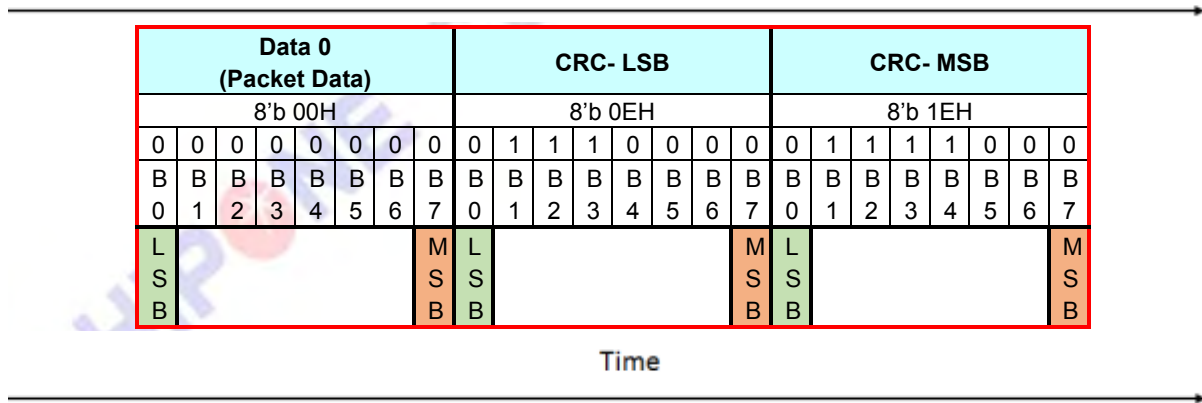 Data 0 CRC- LSB CRC- MSB
(Packet Data)
8’b 00H 8’b 0EH 8’b 1EH
0 0 0 0 0 0 0 0 0 1 1 1 0 0 0 0 0 1 1 1 1 0 0 0
B B B B B B B B B B B B B B B B B B B B B B B B
0 1 2 3 4 5 6 7 0 1 2 3 4 5 6 7 0 1 2 3 4 5 6 7
L M L M L M
S S S S S S
B B B B B B
Time